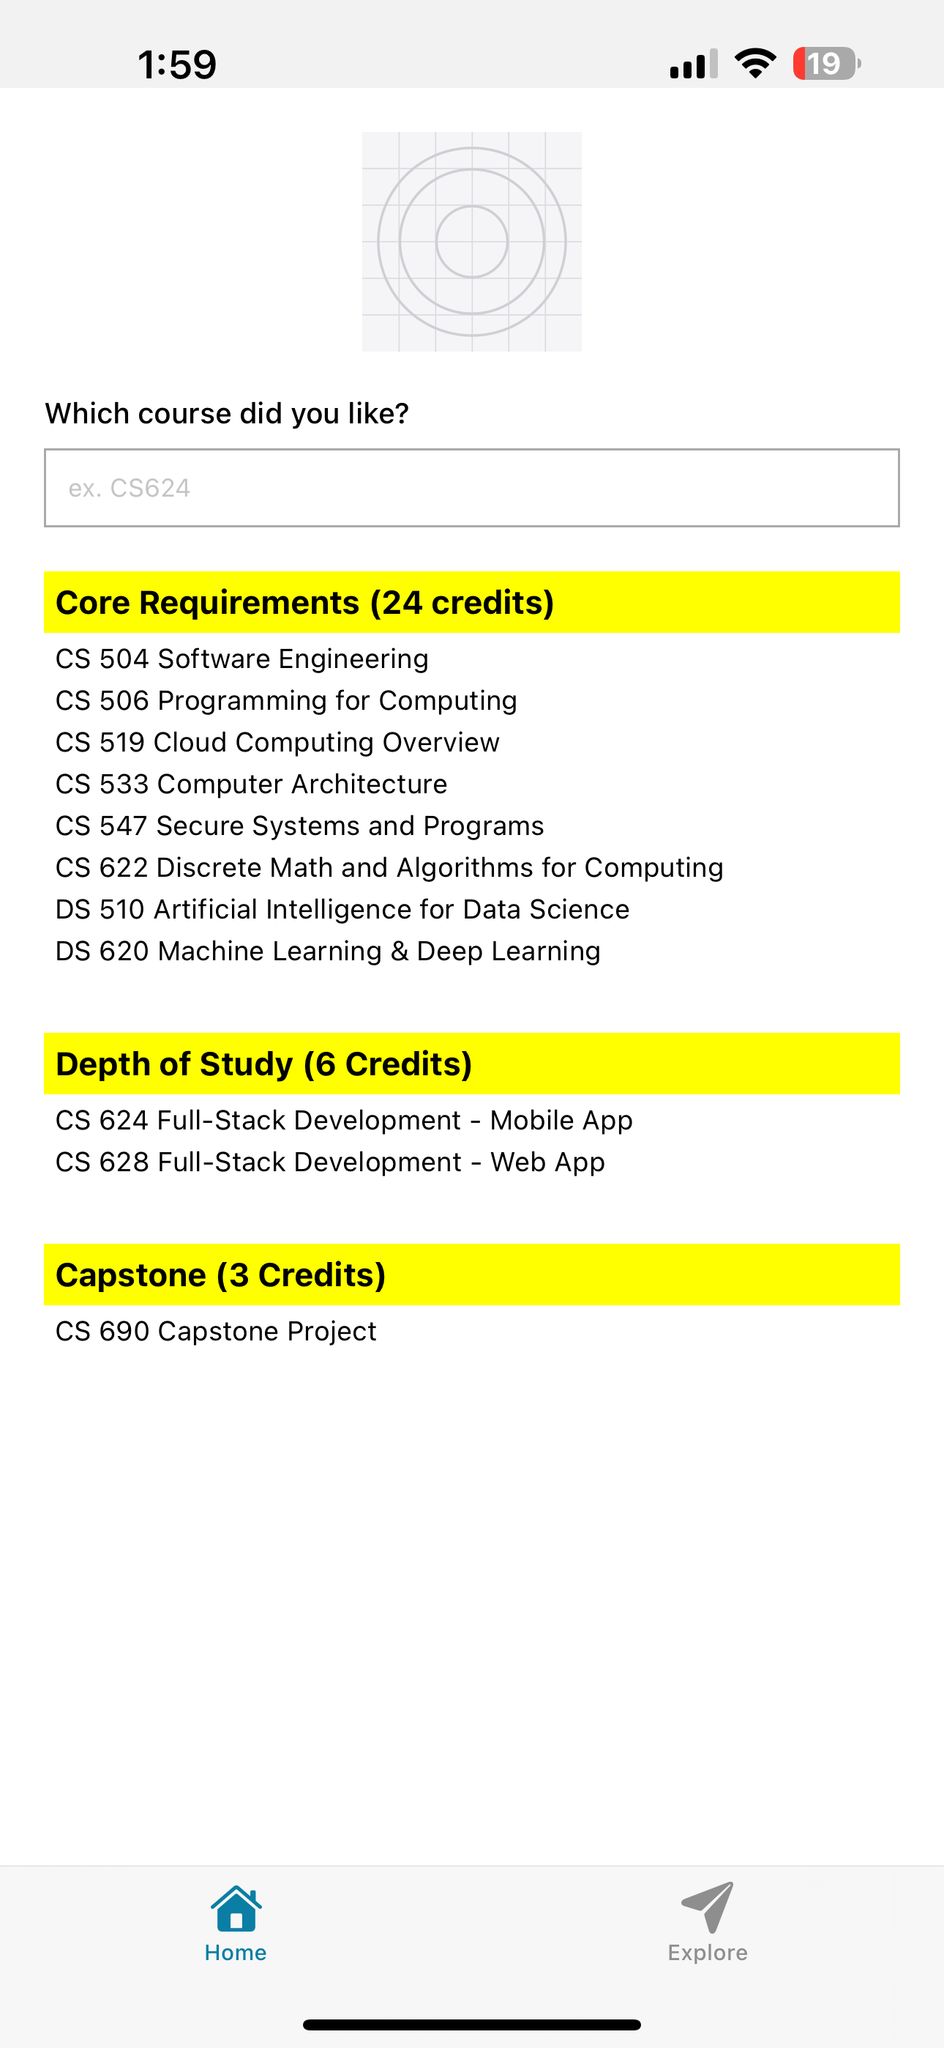 1:59
19
Which course did you like?
ex. CS624
Core Requirements (24 credits)
CS 504 Software Engineering
CS 506 Programming for Computing
CS 519 Cloud Computing Overview
CS 533 Computer Architecture
CS 547 Secure Systems and Programs
CS 622 Discrete Math and Algorithms for Computing
DS 510 Artificial Intelligence for Data Science
DS 620 Machine Learning & Deep Learning
Depth of Study (6 Credits)
CS 624 Full-Stack Development - Mobile App
CS 628 Full-Stack Development - Web App
Capstone (3 Credits)
CS 690 Capstone Project
Home
Explore